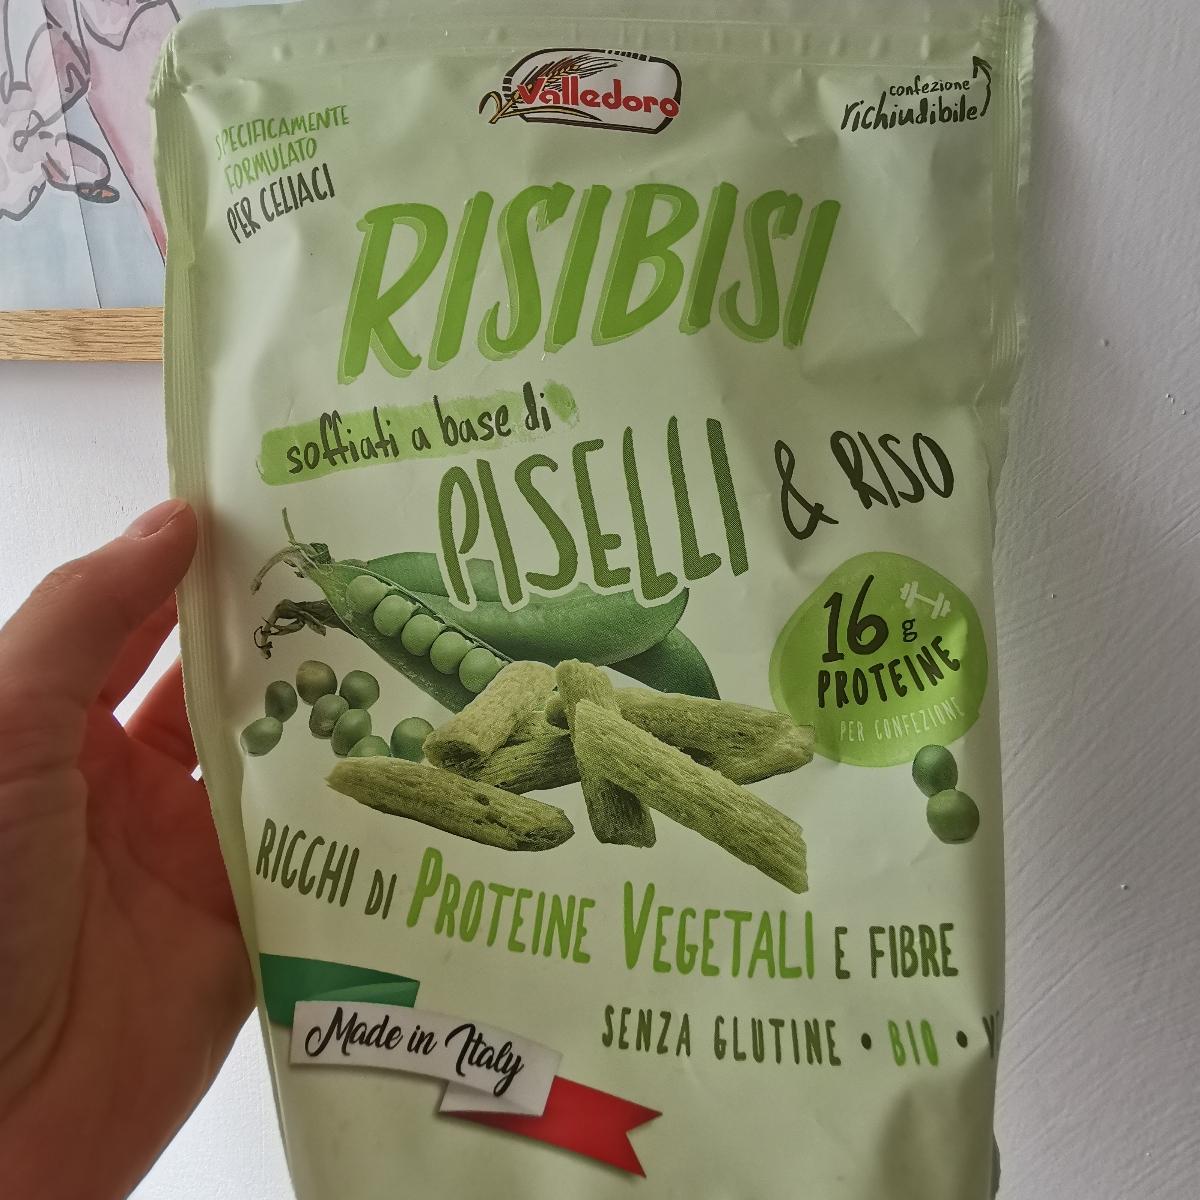 Valledoro
confezione
richiudibile
SPECIFICAMENTE
FORMULATO
PER CELIACI
RISIBISI
soffiati a base di
PISELLI & RISO
16 g
PROTEINE
PER CONFEZIONE
RICCHI DI PROTEINE VEGETALI E FIBRE
Made in Italy
SENZA GLUTINE • BIO •